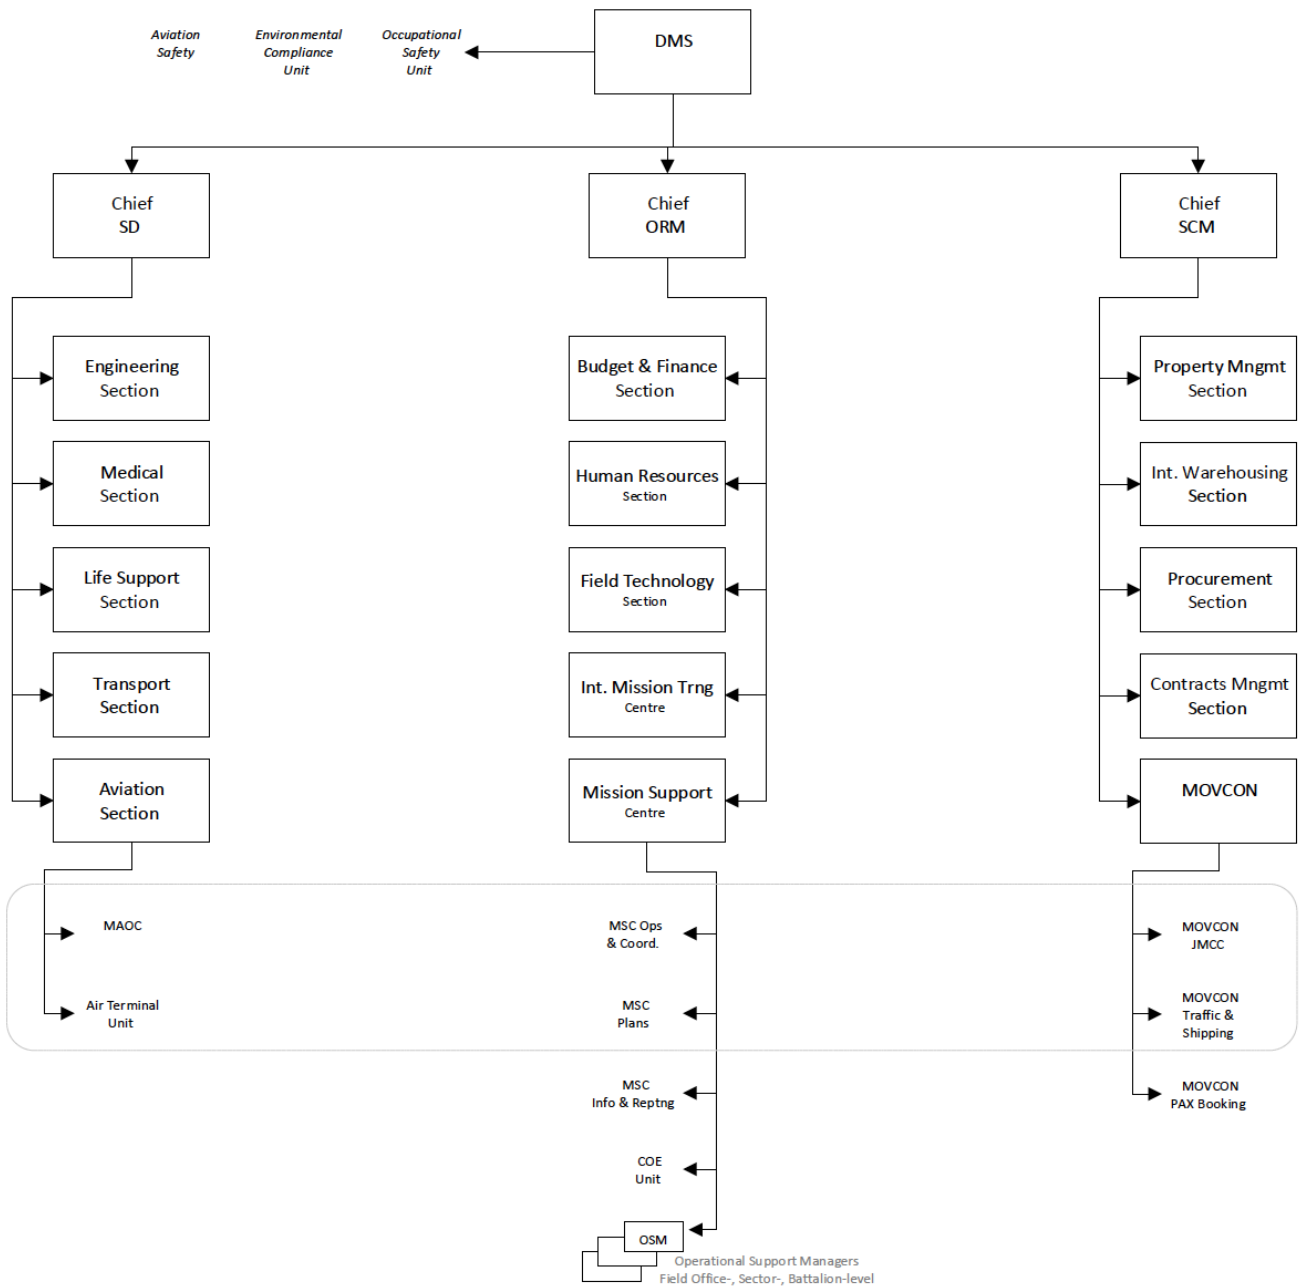 Aviation
Safety
Environmental
Compliance
Unit
Occupational
Safety
Unit
DMS
Chief
SD
Chief
ORM
Chief
SCM
Engineering
Section
Medical
Section
Life Support
Section
Transport
Section
Aviation
Section
Budget & Finance
Section
Human Resources
Section
Field Technology
Section
Int. Mission Trng
Centre
Mission Support
Centre
Property Mngmt
Section
Int. Warehousing
Section
Procurement
Section
Contracts Mngmt
Section
MOVCON
MAOC
Air Terminal
Unit
MSC Ops
& Coord.
MSC
Plans
MSC
Info & Reptng
COE
Unit
OSM
Operational Support Managers
Field Office-, Sector-, Battalion-level
MOVCON
JMCC
MOVCON
Traffic &
Shipping
MOVCON
PAX Booking